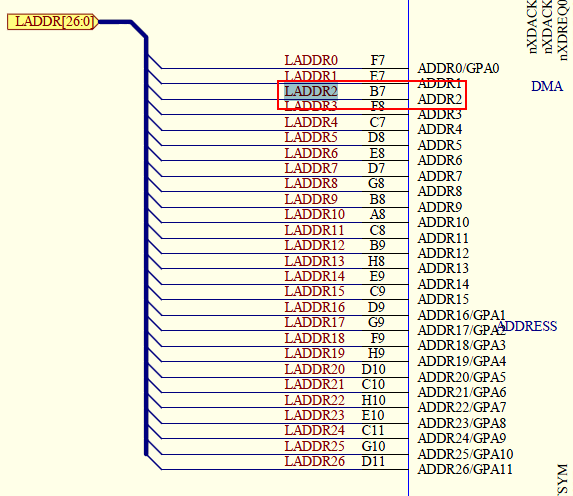 LADDR[26:0]
nXDACK
nXDACK
nXDREQ0
LADDR0 F7 ADDR0/GPA0
LADDR1 E7 ADDR1
DMA
LADDR2 B7 ADDR2
LADDR3 F8 ADDR3
LADDR4 C7 ADDR4
LADDR5 D8 ADDR5
LADDR6 E8 ADDR6
LADDR7 D7 ADDR7
LADDR8 G8 ADDR8
LADDR9 B8 ADDR9
LADDR10 A8 ADDR10
LADDR11 C8 ADDR11
LADDR12 B9 ADDR12
LADDR13 H8 ADDR13
LADDR14 E9 ADDR14
LADDR15 C9 ADDR15
LADDR16 D9 ADDR16/GPA1
LADDR17 G9 ADDR17/GPA2
ADDRESS
LADDR18 F9 ADDR18/GPA3
LADDR19 H9 ADDR19/GPA4
LADDR20 D10 ADDR20/GPA5
LADDR21 C10 ADDR21/GPA6
LADDR22 H10 ADDR22/GPA7
LADDR23 E10 ADDR23/GPA8
LADDR24 C11 ADDR24/GPA9
LADDR25 G10 ADDR25/GPA10
LADDR26 D11 ADDR26/GPA11
SYM